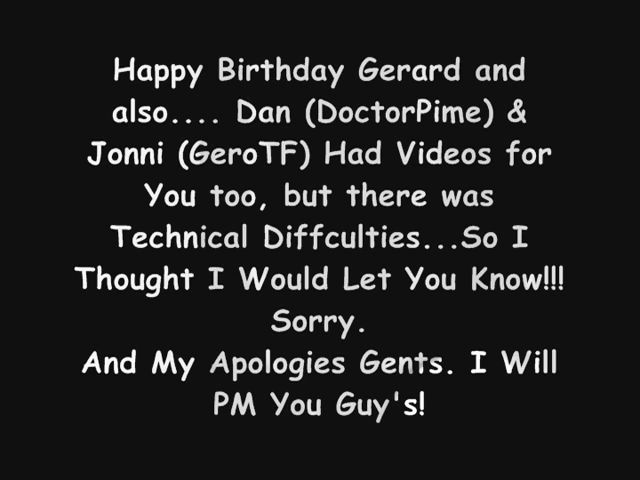 Happy Birthday Gerard and
also.... Dan (DoctorPime) &
Jonni (GeroTF) Had Videos for
You too, but there was
Technical Diffculties...So I
Thought I Would Let You Know!!!
Sorry.
And My Apologies Gents. I Will
PM You Guy's!